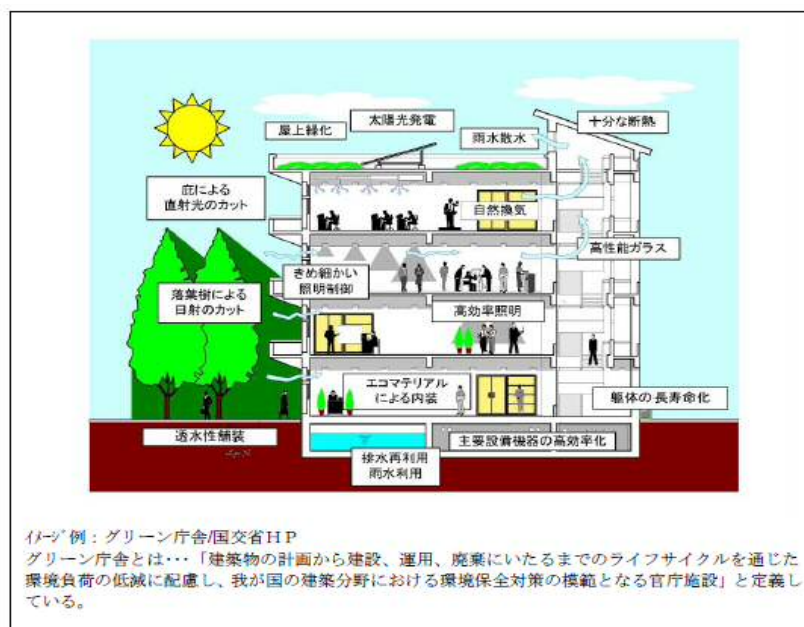 屋上緑化
太陽光発電
雨水散水
十分な断熱
庇による
直射光のカット
自然換気
高性能ガラス
きめ細かい
照明制御
落葉樹による
日射のカット
高効率照明
エコマテリアル
による内装
躯体の長寿命化
透水性舗装
主要設備機器の高効率化
排水再利用
雨水利用
ｲﾒｰｼﾞ例：グリーン庁舎/国交省ＨＰ
グリーン庁舎とは・・・「建築物の計画から建設、運用、廃棄にいたるまでのライフサイクルを通じた
環境負荷の低減に配慮し、我が国の建築分野における環境保全対策の模範となる官庁施設」と定義し
ている。